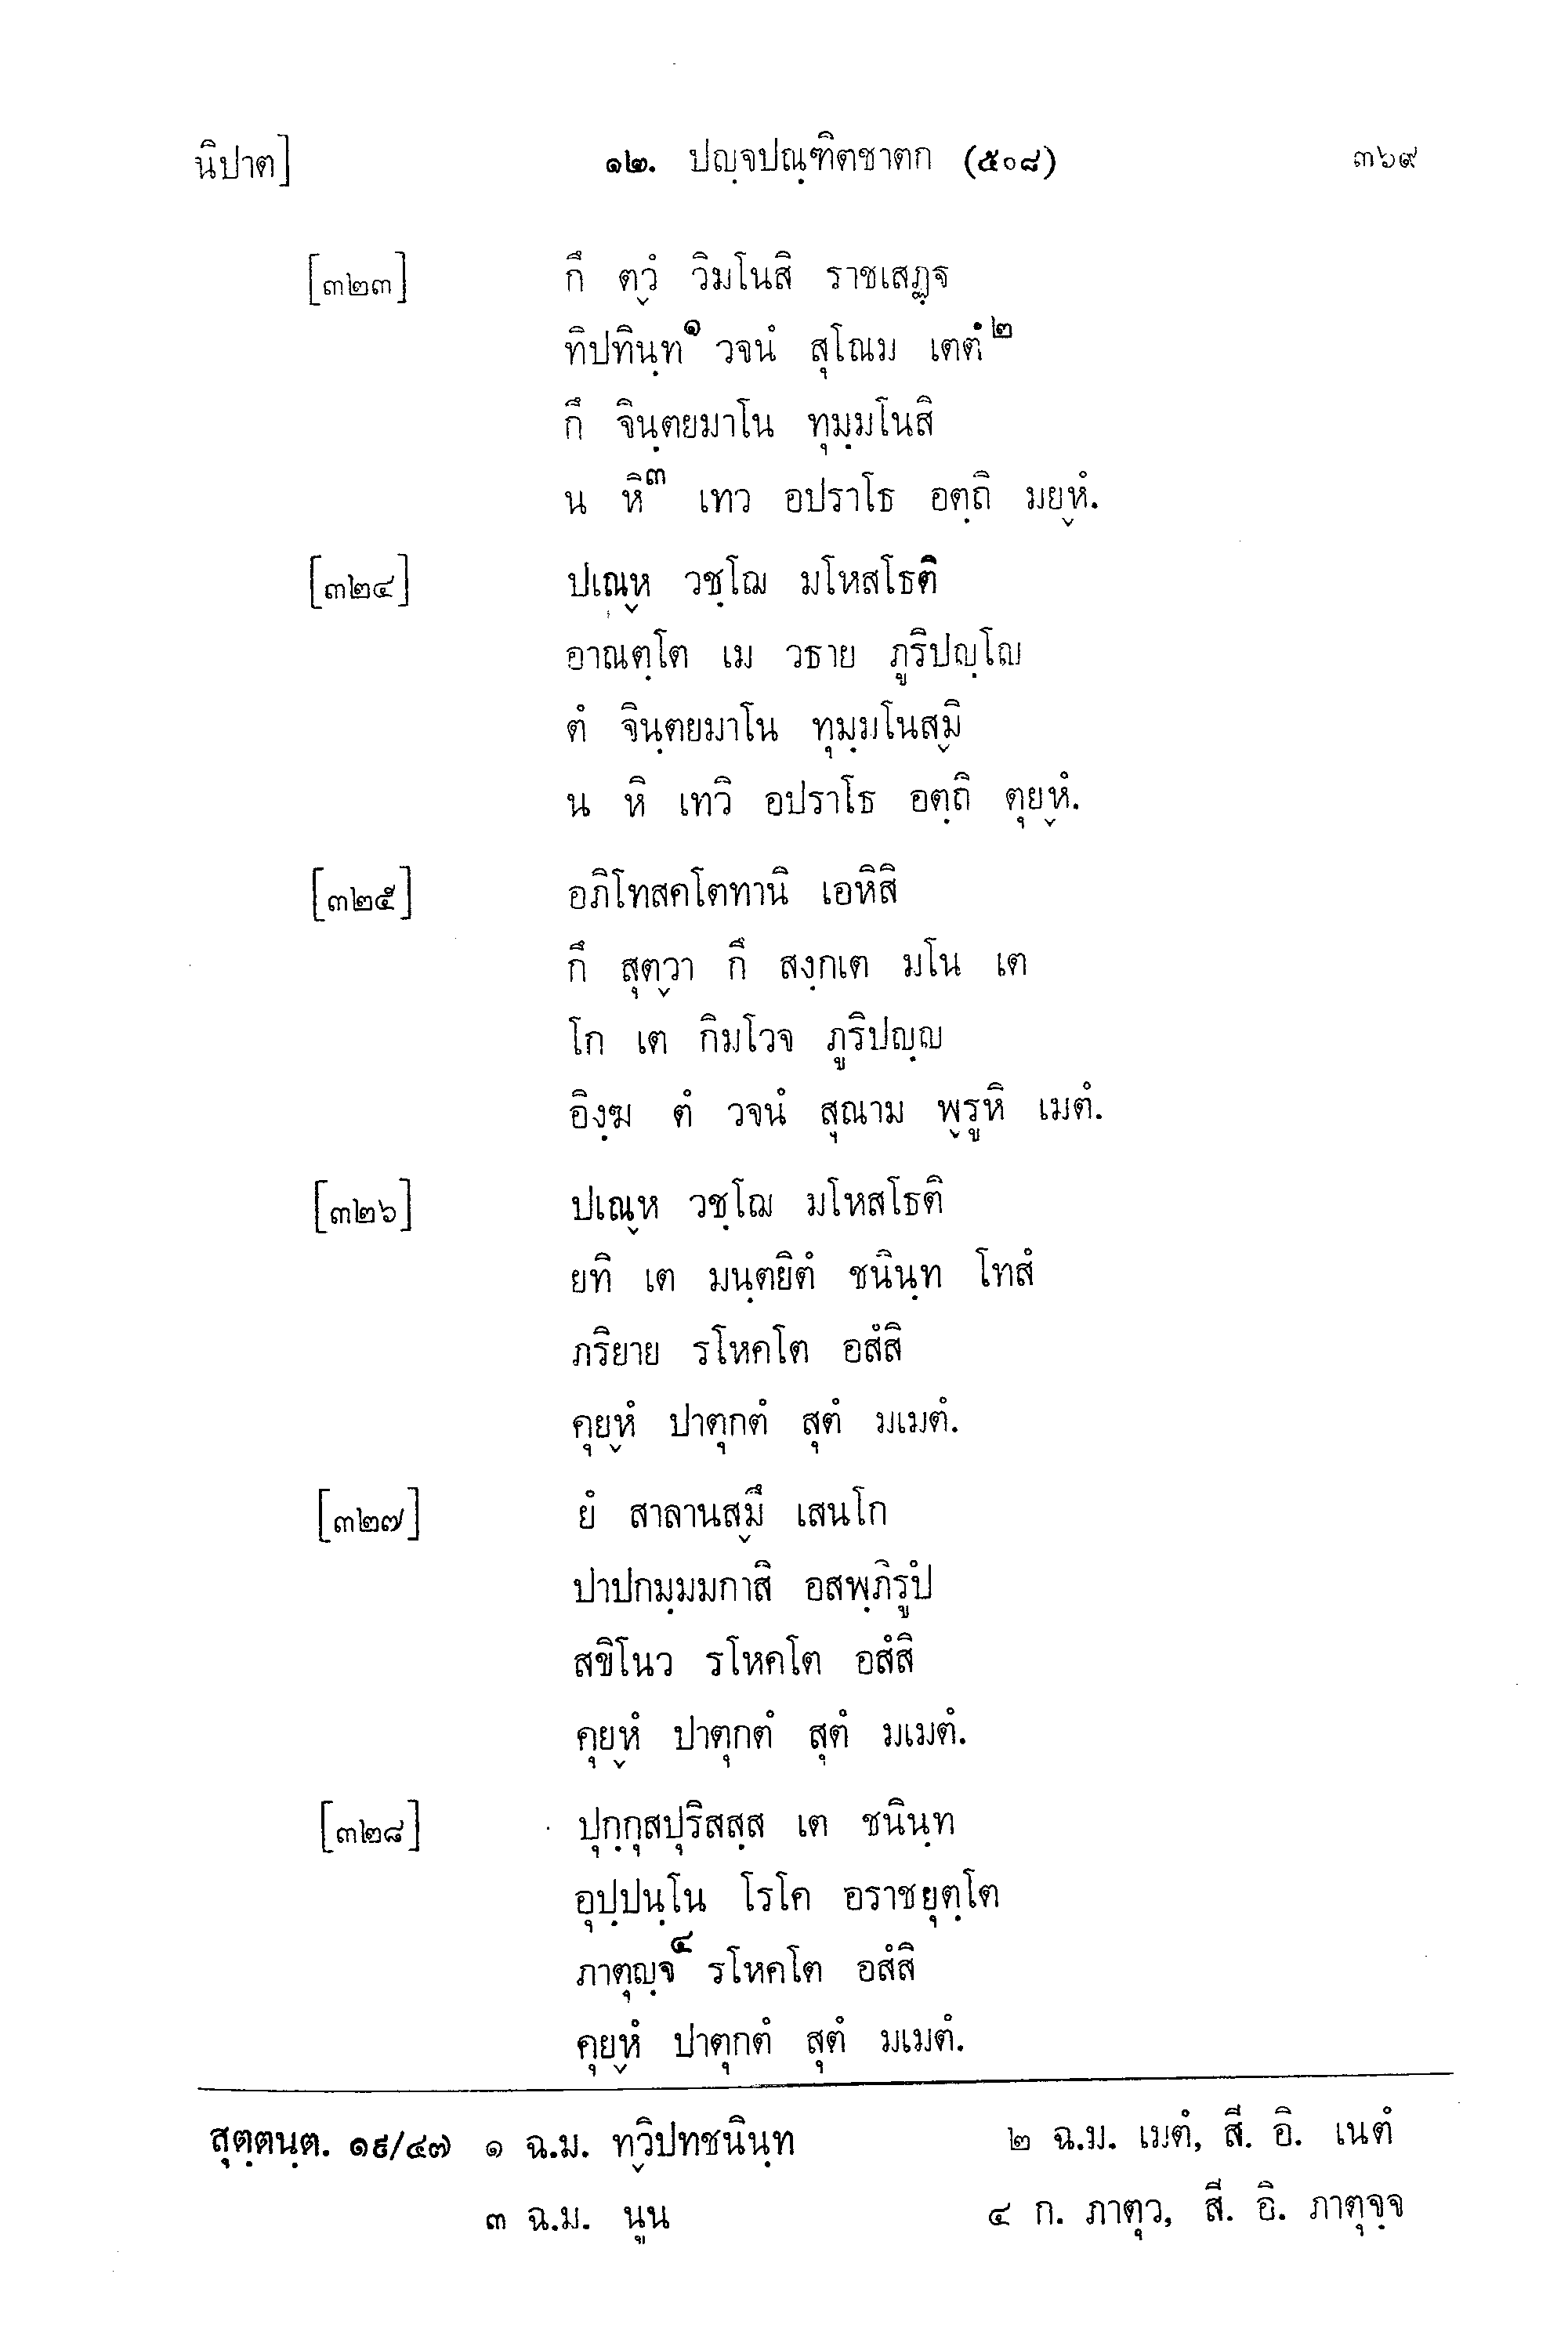 นิปาต] ๑๒. ปญฺจปณฺฑิตชาตก (๕๐๘) ๓๖๙
[๓๒๓] กึ ตฺวํ วิมโนสิ ราชเสฏฺฐ
ทิปทินฺท๑ วจนํ สุโณม เตตํ๒
กึ จินฺตยมาโน ทุมฺมโนสิ
น หิ๓ เทว อปราโธ อตฺถิ มยฺหํ.
[๓๒๔] ปเณฺห วชฺโฌ มโหสโธติ
อาณตฺโต เม วธาย ภูริปญฺโญ
ตํ จินฺตยมาโน ทุมฺมโนสฺมิ
น หิ เทวิ อปราโธ อตฺถิ ตุยฺหํ.
[๓๒๕] อภิโทสคโตทานิ เอหิสิ
กึ สุตฺวา กึ สงฺกเต มโน เต
โก เต กิมโวจ ภูริปญฺญ
อิงฺฆ ตํ วจนํ สุณาม พฺรูหิ เมตํ.
[๓๒๖] ปเณฺห วชฺโฌ มโหสโธติ
ยทิ เต มนฺตยิตํ ชนินฺท โทสํ
ภริยาย รโหคโต อสํสิ
คุยฺหํ ปาตุกตํ สุตํ มเมตํ.
[๓๒๗] ยํ สาลานสฺมึ เสนโก
ปาปกมฺมมกาสิ อสพฺภิรูปํ
สขิโนว รโหคโต อสํสิ
คุยฺหํ ปาตุกตํ สุตํ มเมตํ.
[๓๒๘] ปุกฺกุสปุริสสฺส เต ชนินฺท
อุปฺปนฺโน โรโค อราชยุตฺโต
ภาตุญฺจ๔ รโหคโต อสํสิ
คุยฺหํ ปาตุกตํ สุตํ มเมตํ.
สุตฺตนฺต. ๑๙/๔๗ ๑ ฉ.ม. ทฺวิปทชนินฺท ๒ ฉ.ม. เมตํ, สี. อิ. เนตํ
๓ ฉ.ม. นูน ๔ ก. ภาตุว, สี. อิ. ภาตุจฺจ